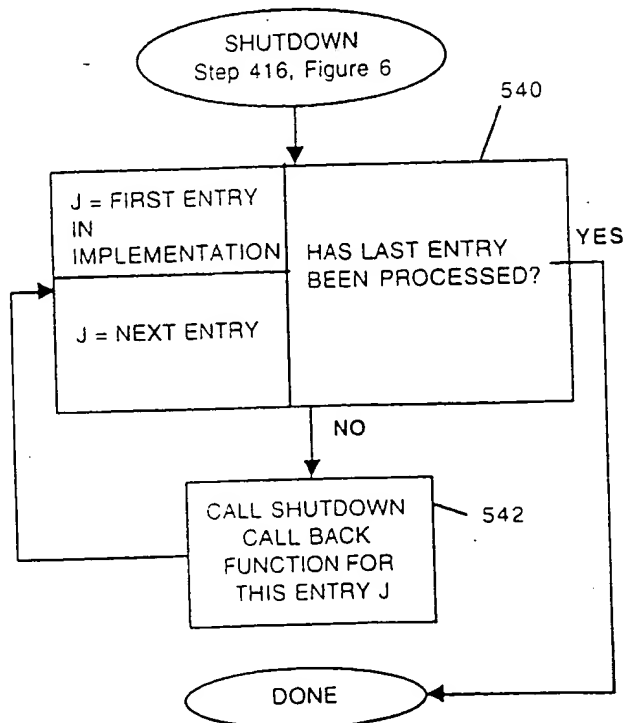 SHUTDOWN
Step 416, Figure 6
540
J = FIRST ENTRY
IN
IMPLEMENTATION
HAS LAST ENTRY
BEEN PROCESSED?
YES
J = NEXT ENTRY
NO
CALL SHUTDOWN
CALL BACK
FUNCTION FOR
THIS ENTRY J
542
DONE